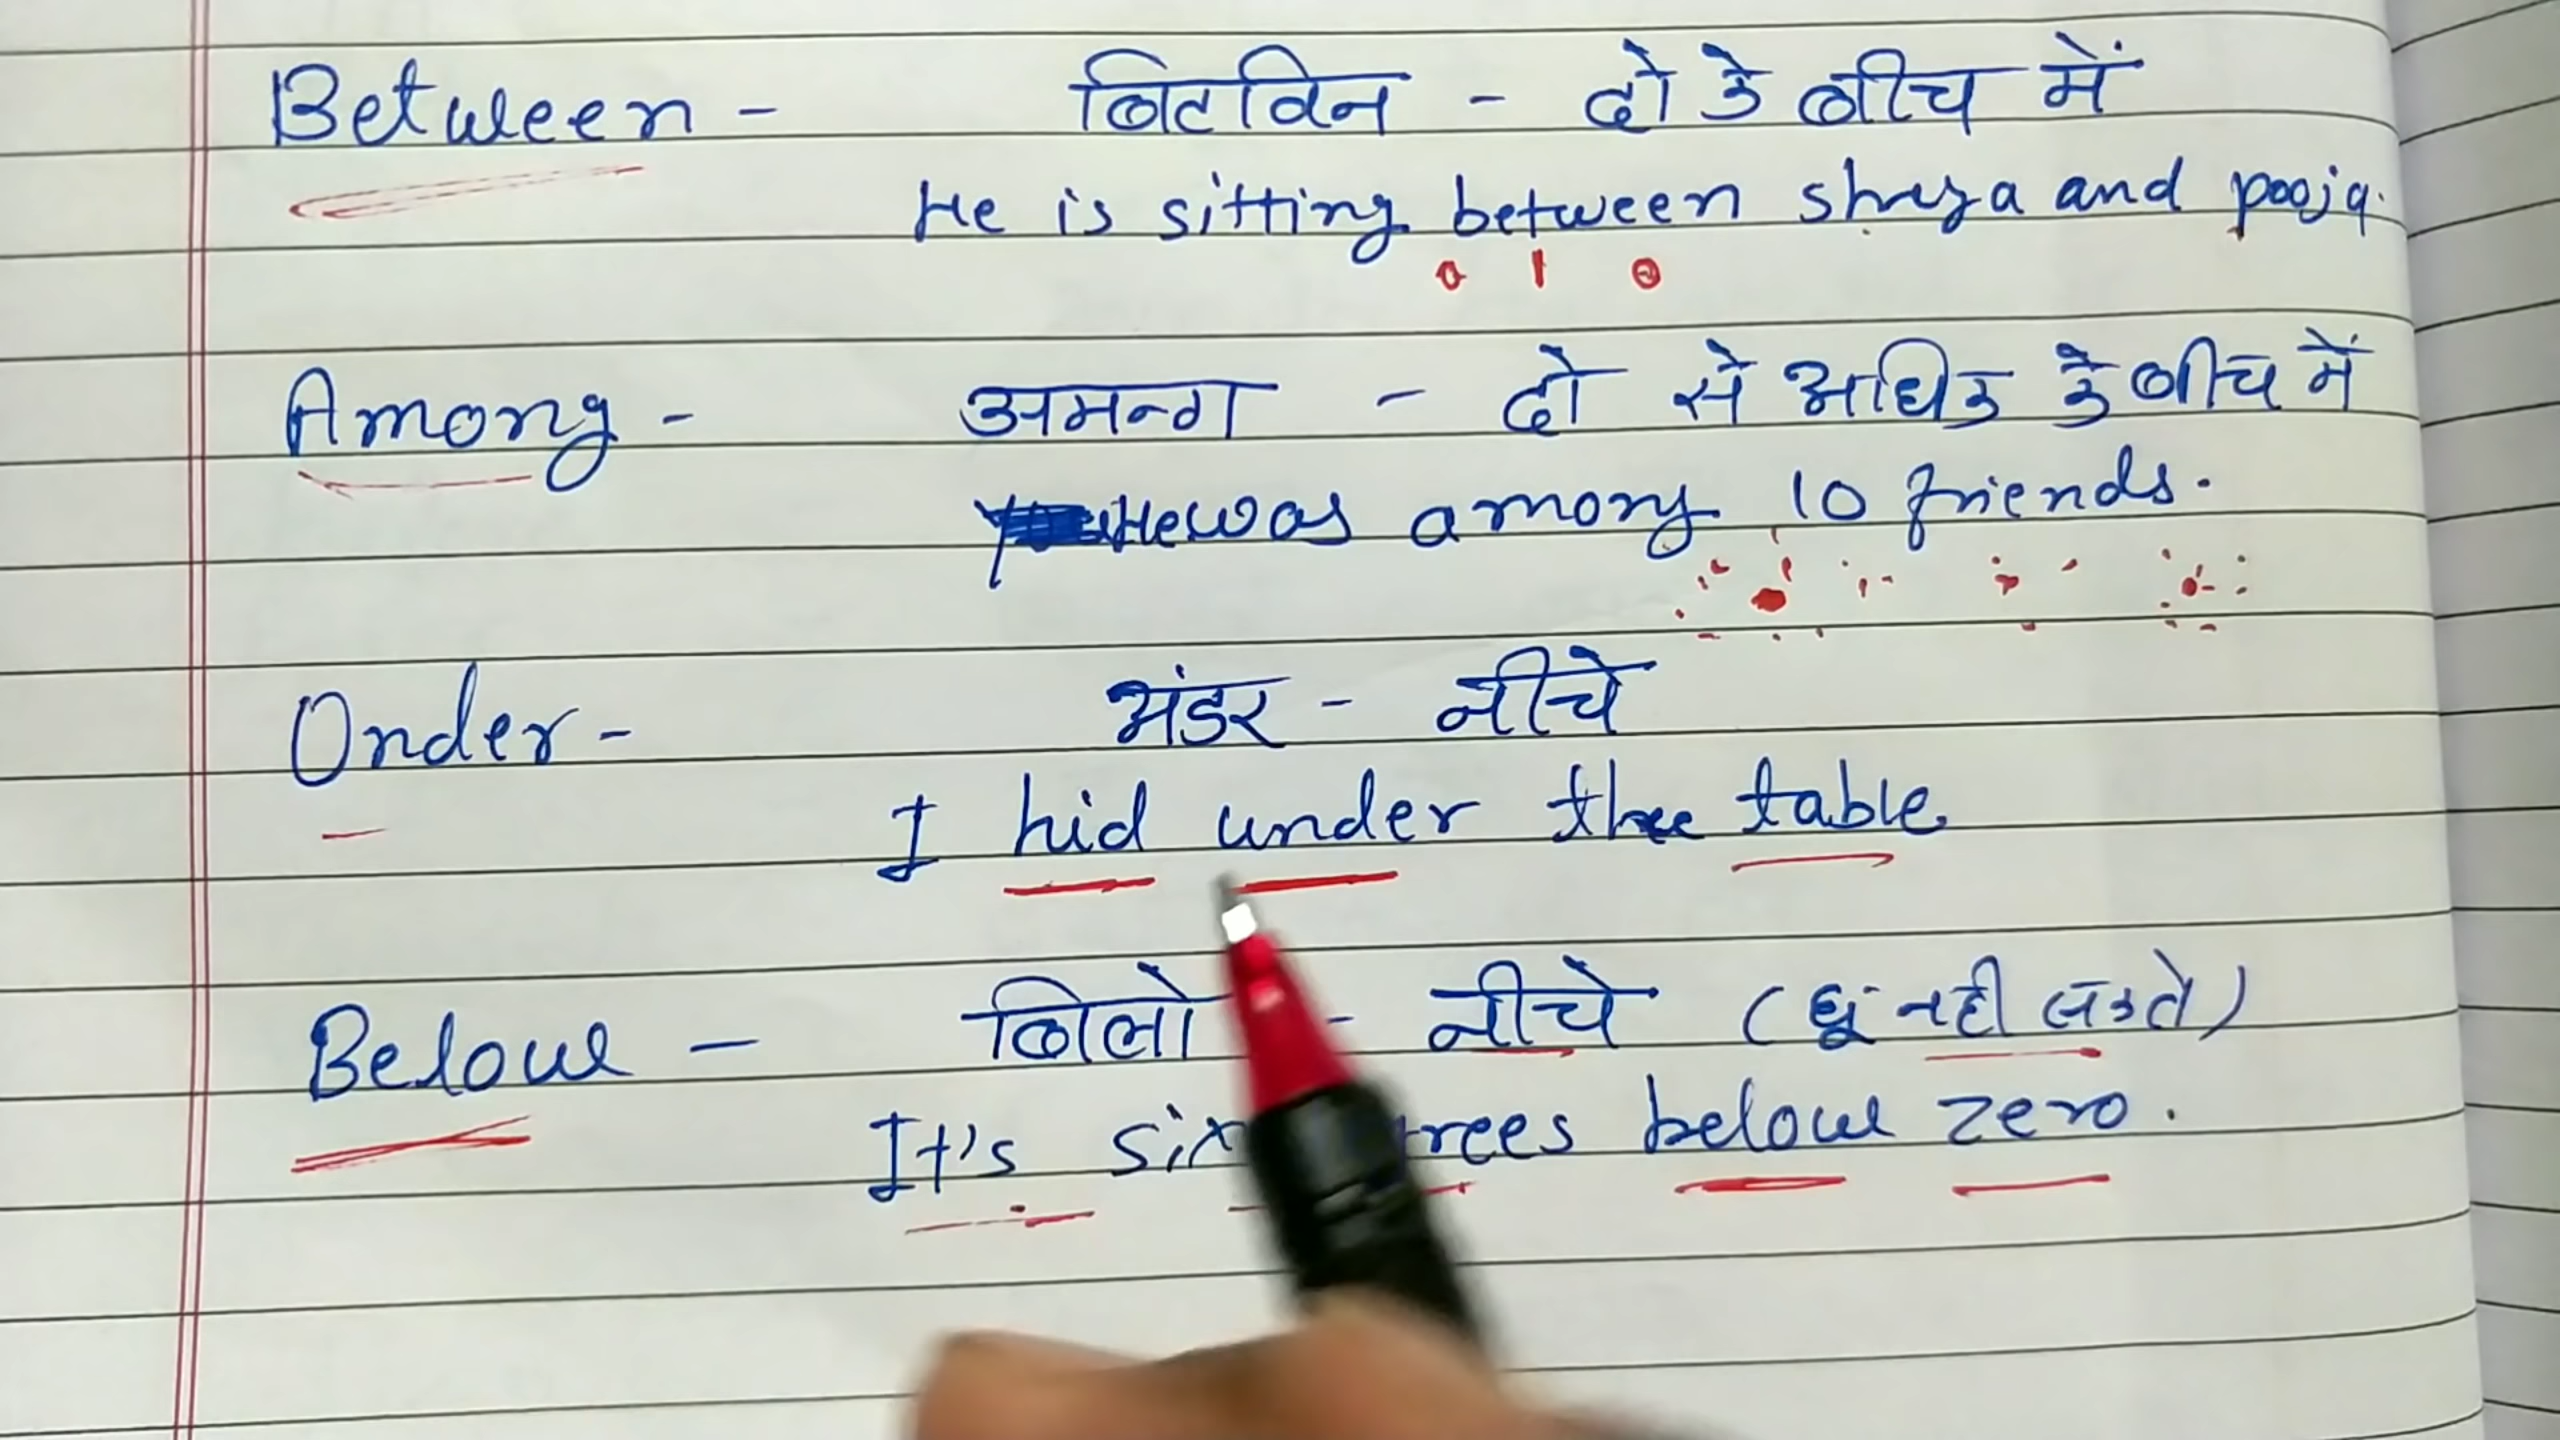 Between - बिटविन - दो के बीच में
He is sitting between shreya and pooja.
Among - अमन्ग - दो से अधिक के बीच में
He was among 10 friends.
Under - अंडर - नीचे
I hid under the table
Below - बिलो - नीचे (छू नही सकते)
It's six below zero.